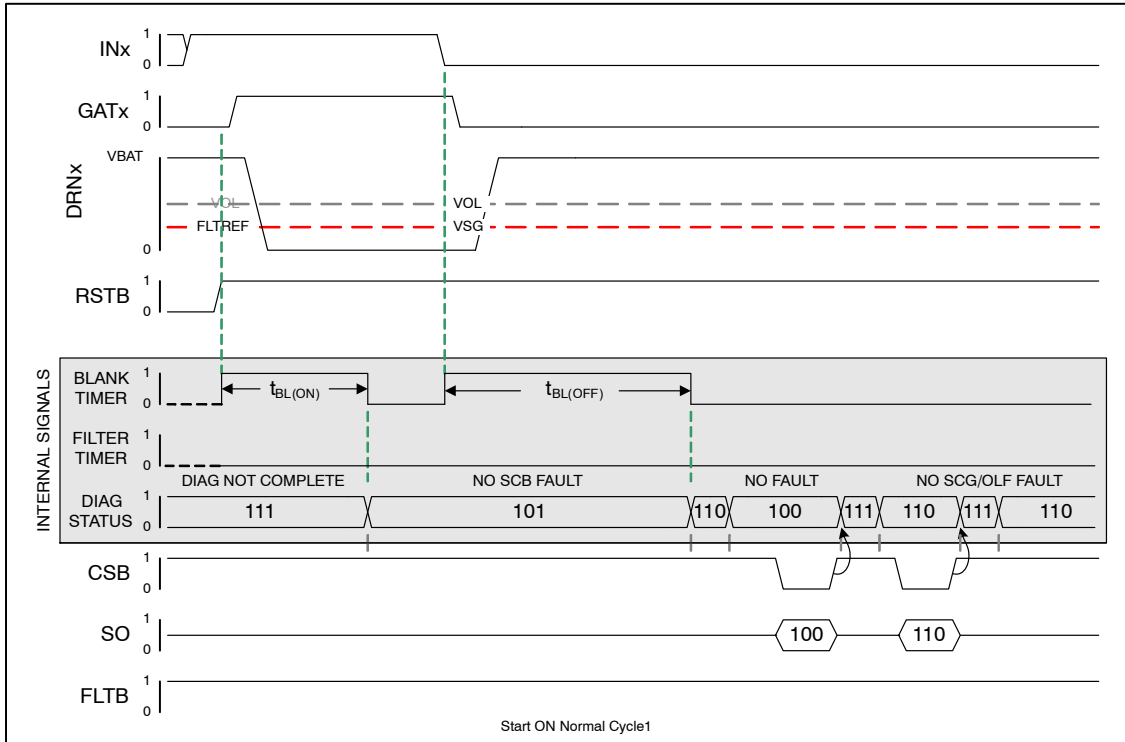 INx 1 0
GATx 1 0
DRNx VBAT 0
VOL VOL
FLTREF VSG
RSTB 1 0
INTERNAL SIGNALS
BLANK TIMER 1 0 tBL(ON) tBL(OFF)
FILTER TIMER 1 0
DIAG NOT COMPLETE NO SCB FAULT NO FAULT NO SCG/OLF FAULT
DIAG STATUS 1 0 111 101 110 100 111 110 111 110
CSB 1 0
SO 1 0 100 110
FLTB 1 0
Start ON Normal Cycle1